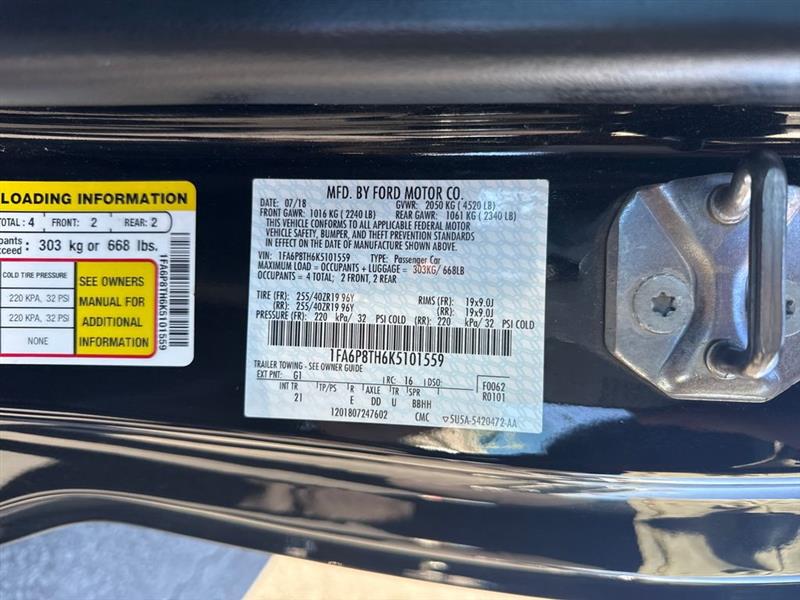 LOADING INFORMATION
TOTAL: 4 FRONT: 2 REAR: 2
pants
xceed: 303 kg or 668 lbs.
COLD TIRE PRESSURE
220 KPA, 32 PSI
220 KPA, 32 PSI
NONE
SEE OWNERS
MANUAL FOR
ADDITIONAL
INFORMATION
1FA6P8TH6K5101559
MFD. BY FORD MOTOR CO.
DATE: 07/18 GVWR: 2050 KG ( 4520 LB)
FRONT GAWR: 1016 KG ( 2240 LB) REAR GAWR: 1061 KG ( 2340 LB)
THIS VEHICLE CONFORMS TO ALL APPLICABLE FEDERAL MOTOR
VEHICLE SAFETY, BUMPER, AND THEFT PREVENTION STANDARDS
IN EFFECT ON THE DATE OF MANUFACTURE SHOWN ABOVE.
VIN: 1FA6P8TH6K5101559 TYPE: Passenger Car
MAXIMUM LOAD = OCCUPANTS + LUGGAGE = 303KG/ 668LB
OCCUPANTS = 4 TOTAL; 2 FRONT, 2 REAR
TIRE (FR): 255/40ZR19 96Y RIMS (FR): 19x9.0J
(RR): 255/40ZR19 96Y (RR): 19x9.0J
PRESSURE (FR): 220 kPa/ 32 PSI COLD (RR): 220 kPa/ 32 PSI COLD
1FA6P8TH6K5101559
TRAILER TOWING - SEE OWNER GUIDE
EXT PNT: G1 RC: 16 DSO: F0062
INT TR TP/PS R AXLE TR SPR R0101
21 E DD U BBHH
1201807247602 CMC 5U5A-5420472-AA